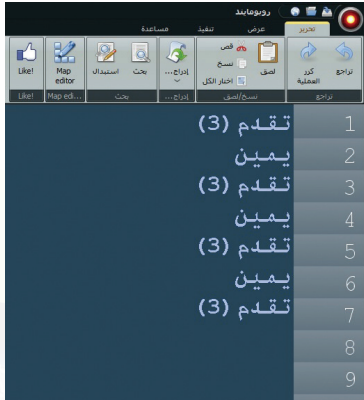 روبومايند
تحرير عرض تنفيذ مساعدة
تراجع كرر العملية لصق قص نسخ اختار الكل إدراج... بحث استبدال Map editor Like!
تراجع نسخ/لصق إدراج... بحث Map edi... Like!
1 تقدم (3)
2 يمين
3 تقدم (3)
4 يمين
5 تقدم (3)
6 يمين
7 تقدم (3)
8
9